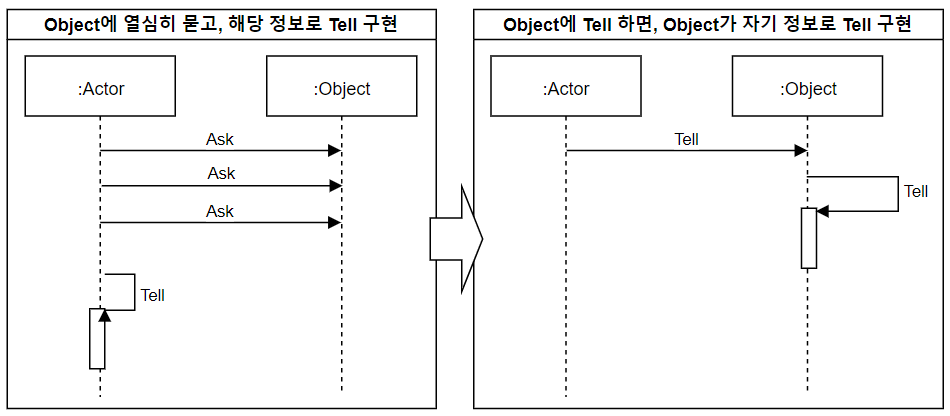 Object에 열심히 묻고, 해당 정보로 Tell 구현
:Actor
:Object
Ask
Ask
Ask
Tell
Object에 Tell 하면, Object가 자기 정보로 Tell 구현
:Actor
:Object
Tell
Tell